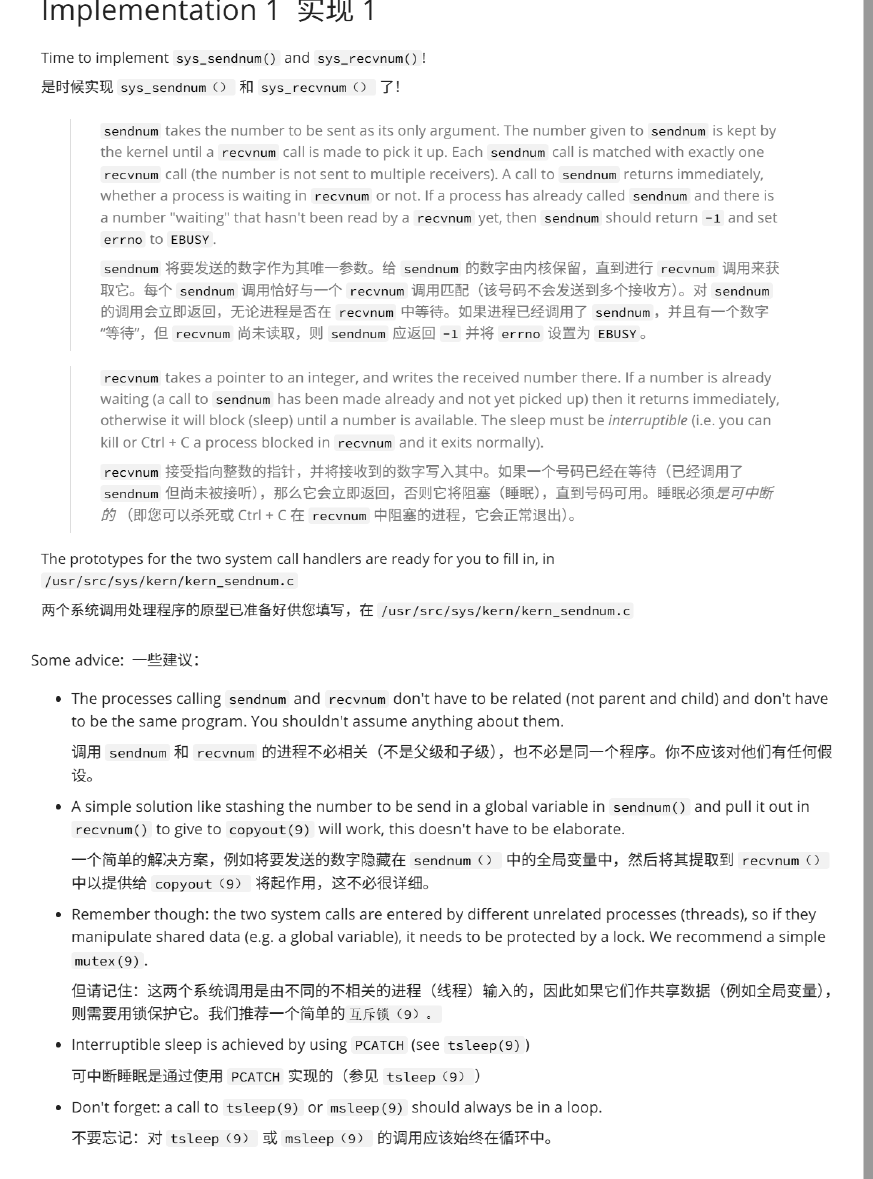 Implementation 1 实现 1
Time to implement sys_sendnum() and sys_recvnum()!
是时候实现 sys_sendnum（） 和 sys_recvnum（） 了！
sendnum takes the number to be sent as its only argument. The number given to sendnum is kept by
the kernel until a recvnum call is made to pick it up. Each sendnum call is matched with exactly one
recvnum call (the number is not sent to multiple receivers). A call to sendnum returns immediately,
whether a process is waiting in recvnum or not. If a process has already called sendnum and there is
a number "waiting" that hasn't been read by a recvnum yet, then sendnum should return -1 and set
errno to EBUSY.
sendnum 将要发送的数字作为其唯一参数。给 sendnum 的数字由内核保留，直到进行 recvnum 调用来获
取它。每个 sendnum 调用恰好与一个 recvnum 调用匹配（该号码不会发送到多个接收方）。对 sendnum
的调用会立即返回，无论进程是否在 recvnum 中等待。如果进程已经调用了 sendnum，并且有一个数字
“等待”，但 recvnum 尚未读取，则 sendnum 应返回 -1 并将 errno 设置为 EBUSY。
recvnum takes a pointer to an integer, and writes the received number there. If a number is already
waiting (a call to sendnum has been made already and not yet picked up) then it returns immediately,
otherwise it will block (sleep) until a number is available. The sleep must be interruptible (i.e. you can
kill or Ctrl + C a process blocked in recvnum and it exits normally).
recvnum 接受指向整数的指针，并将接收到的数字写入其中。如果一个号码已经在等待（已经调用了
sendnum 但尚未被接听），那么它会立即返回，否则它将阻塞（睡眠），直到号码可用。睡眠必须是可中断
的 （即您可以杀死或 Ctrl + C 在 recvnum 中阻塞的进程，它会正常退出）。
The prototypes for the two system call handlers are ready for you to fill in, in
/usr/src/sys/kern/kern_sendnum.c
两个系统调用处理程序的原型已准备好供您填写，在 /usr/src/sys/kern/kern_sendnum.c
Some advice: 一些建议：
• The processes calling sendnum and recvnum don't have to be related (not parent and child) and don't have
to be the same program. You shouldn't assume anything about them.
调用 sendnum 和 recvnum 的进程不必相关（不是父级和子级），也不必是同一个程序。你不应该对他们有任何假
设。
• A simple solution like stashing the number to be send in a global variable in sendnum() and pull it out in
recvnum() to give to copyout(9) will work, this doesn't have to be elaborate.
一个简单的解决方案，例如将要发送的数字隐藏在 sendnum（） 中的全局变量中，然后将其提取到 recvnum（）
中以提供给 copyout（9） 将起作用，这不必很详细。
• Remember though: the two system calls are entered by different unrelated processes (threads), so if they
manipulate shared data (e.g. a global variable), it needs to be protected by a lock. We recommend a simple
mutex(9).
但请记住：这两个系统调用是由不同的不相关的进程（线程）输入的，因此如果它们作共享数据（例如全局变量），
则需要用锁保护它。我们推荐一个简单的 互斥锁（9）。
• Interruptible sleep is achieved by using PCATCH (see tsleep(9))
可中断睡眠是通过使用 PCATCH 实现的（参见 tsleep（9））
• Don't forget: a call to tsleep(9) or msleep(9) should always be in a loop.
不要忘记：对 tsleep（9） 或 msleep（9） 的调用应该始终在循环中。